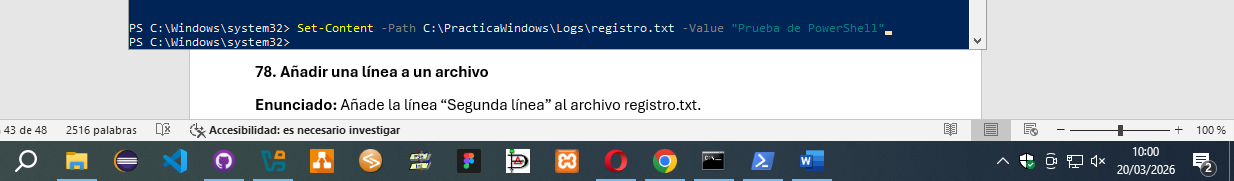 PS C:\Windows\system32> Set-Content -Path C:\PracticaWindows\Logs\registro.txt -Value "Prueba de PowerShell"
PS C:\Windows\system32>
78. Añadir una línea a un archivo
Enunciado: Añade la línea “Segunda línea” al archivo registro.txt.
43 de 48 2516 palabras Accesibilidad: es necesario investigar 100 %
10:00
20/03/2026
2